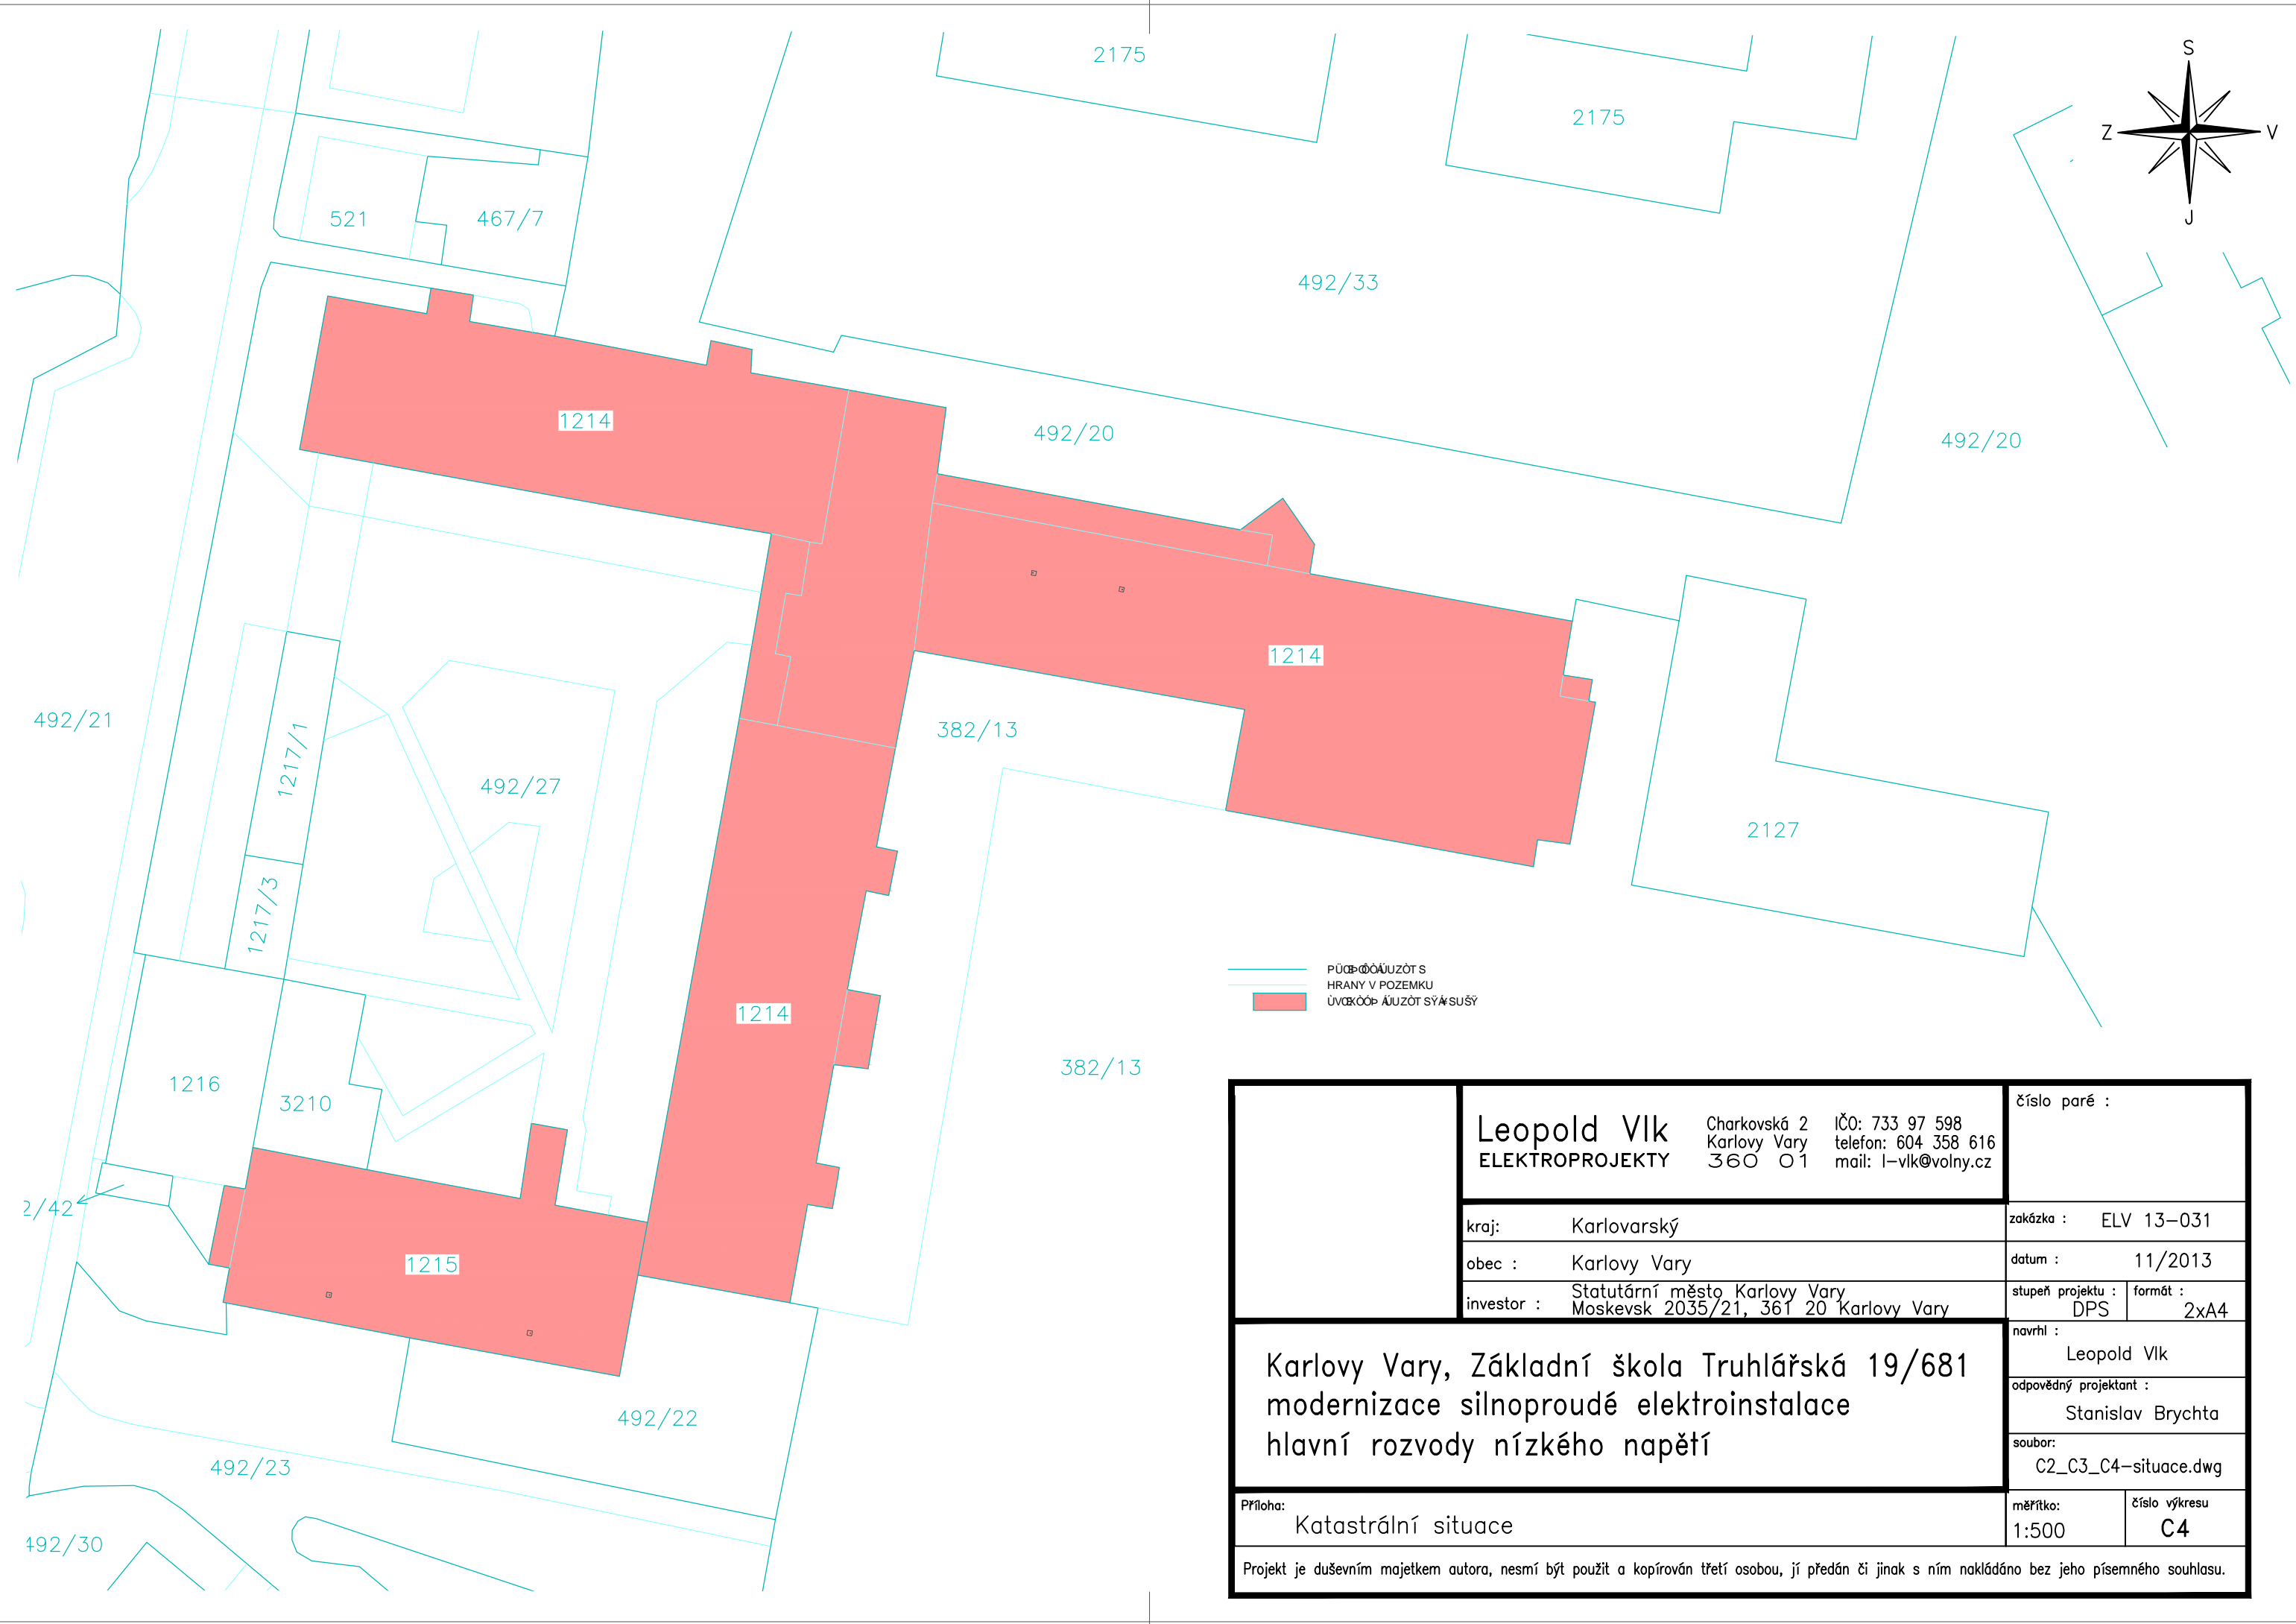 2175
S
2175
Z
V
521
467/7
J
492/33
1214
492/20
492/20
1214
492/21
1217/1
382/13
492/27
2127
1217/3
HRANY V POZEMKU
1214
382/13
1216
3210
2/42
1215
492/22
492/23
492/30
Leopold Vlk
ELEKTROPROJEKTY
Charkovská 2
Karlovy Vary
360 01
IČO: 733 97 598
telefon: 604 358 616
mail: l-vlk@volny.cz
číslo paré :
kraj: Karlovarský
zakázka : ELV 13-031
obec : Karlovy Vary
datum : 11/2013
investor : Statutární město Karlovy Vary
Moskevsk 2035/21, 361 20 Karlovy Vary
stupeň projektu : DPS
formát : 2xA4
navrhl :
Leopold Vlk
Karlovy Vary, Základní škola Truhlářská 19/681
modernizace silnoproudé elektroinstalace
hlavní rozvody nízkého napětí
odpovědný projektant :
Stanislav Brychta
soubor:
C2_C3_C4-situace.dwg
Příloha:
Katastrální situace
měřítko:
1:500
číslo výkresu
C4
Projekt je duševním majetkem autora, nesmí být použit a kopírován třetí osobou, jí předán či jinak s ním nakládáno bez jeho písemného souhlasu.